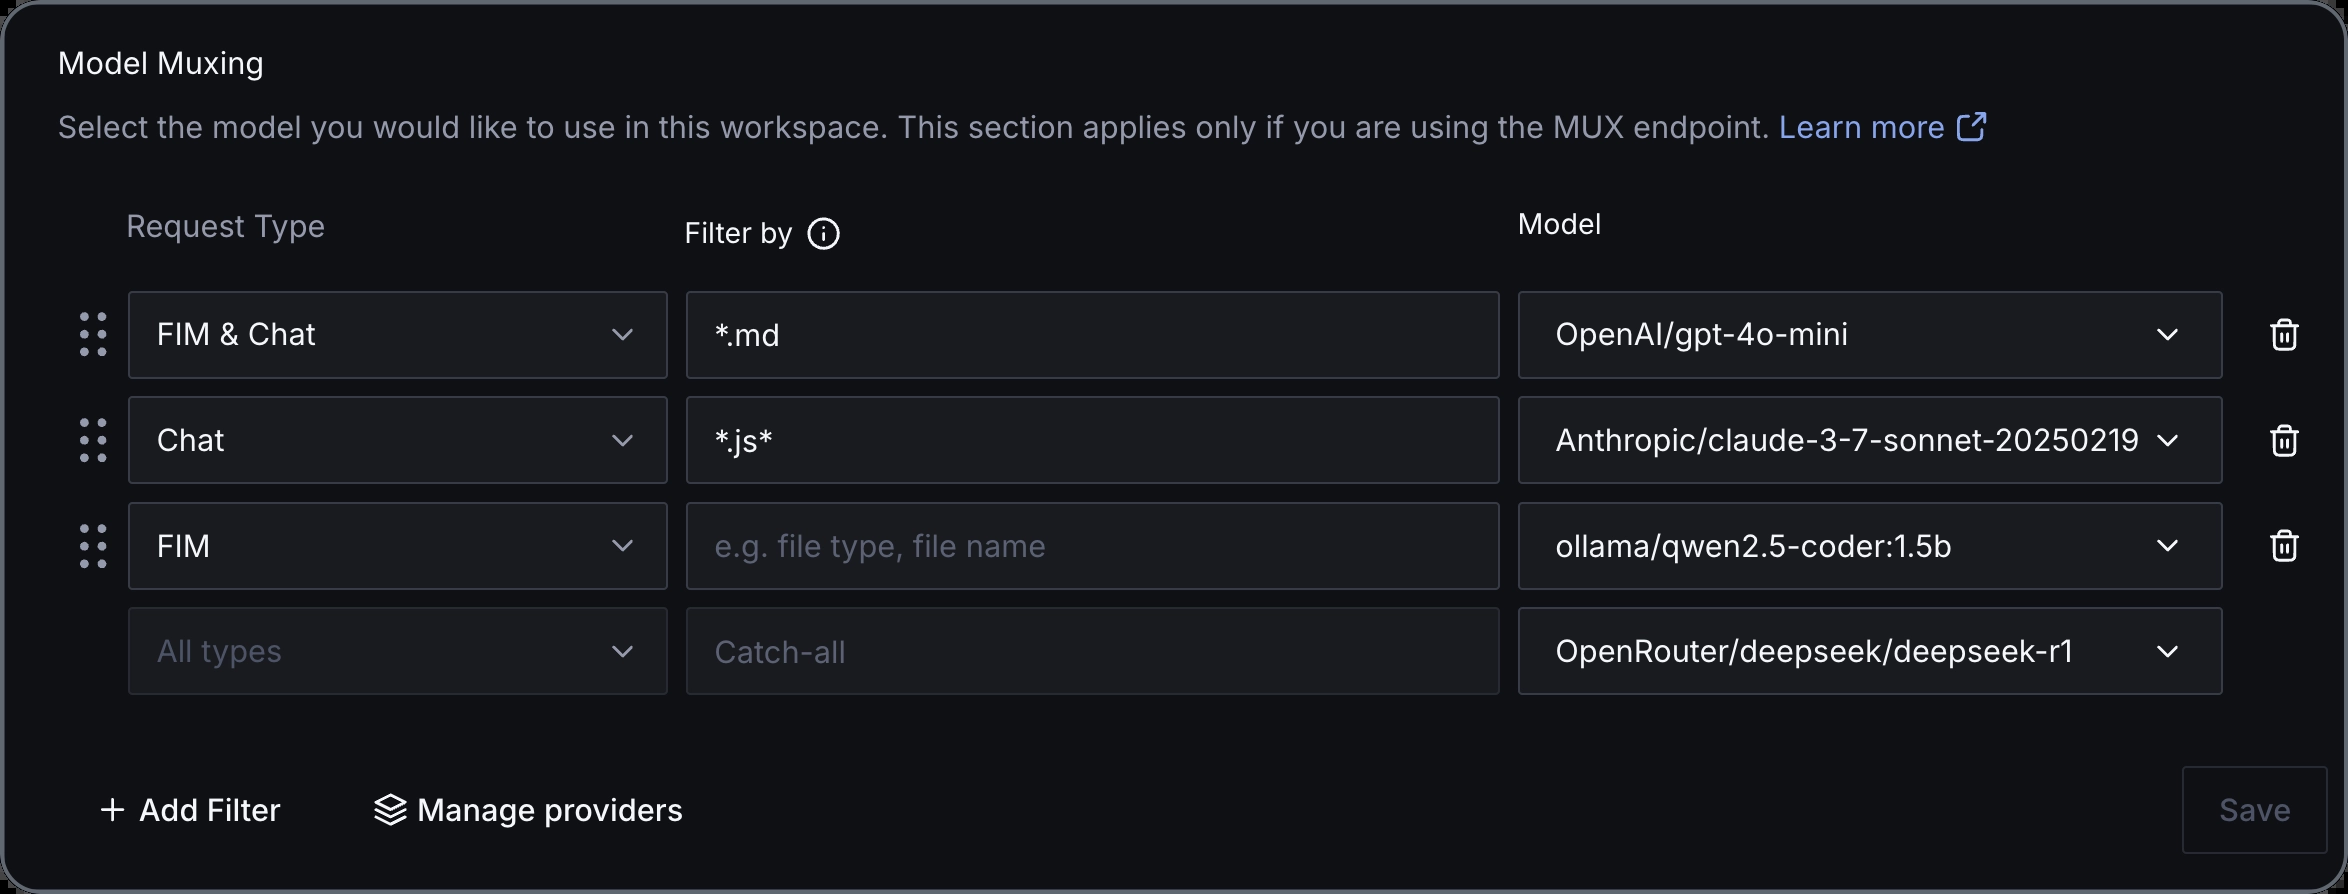 Model Muxing
Select the model you would like to use in this workspace. This section applies only if you are using the MUX endpoint. Learn more
Request Type Filter by Model
FIM & Chat *.md OpenAI/gpt-4o-mini
Chat *.js* Anthropic/claude-3-7-sonnet-20250219
FIM e.g. file type, file name ollama/qwen2.5-coder:1.5b
All types Catch-all OpenRouter/deepseek/deepseek-r1
+ Add Filter Manage providers Save